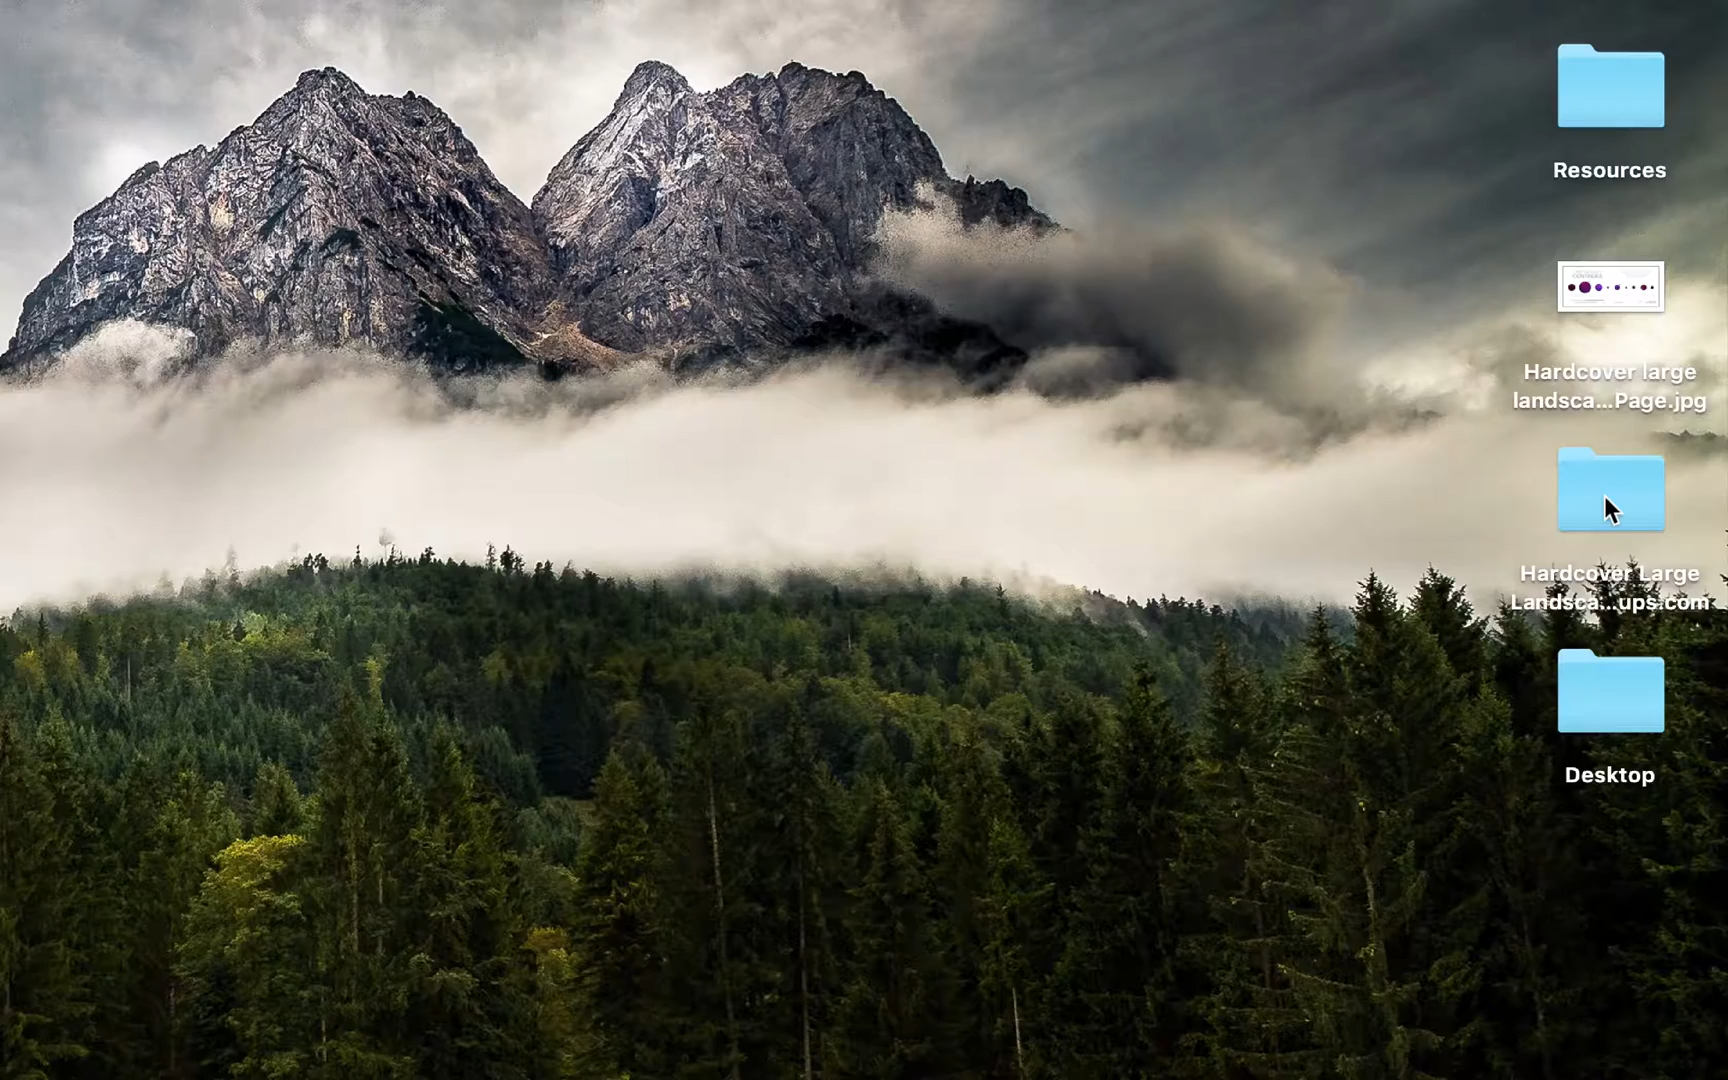 Resources
Hardcover large
landsca...Page.jpg
Hardcover Large
Landsca...ups.com
Desktop